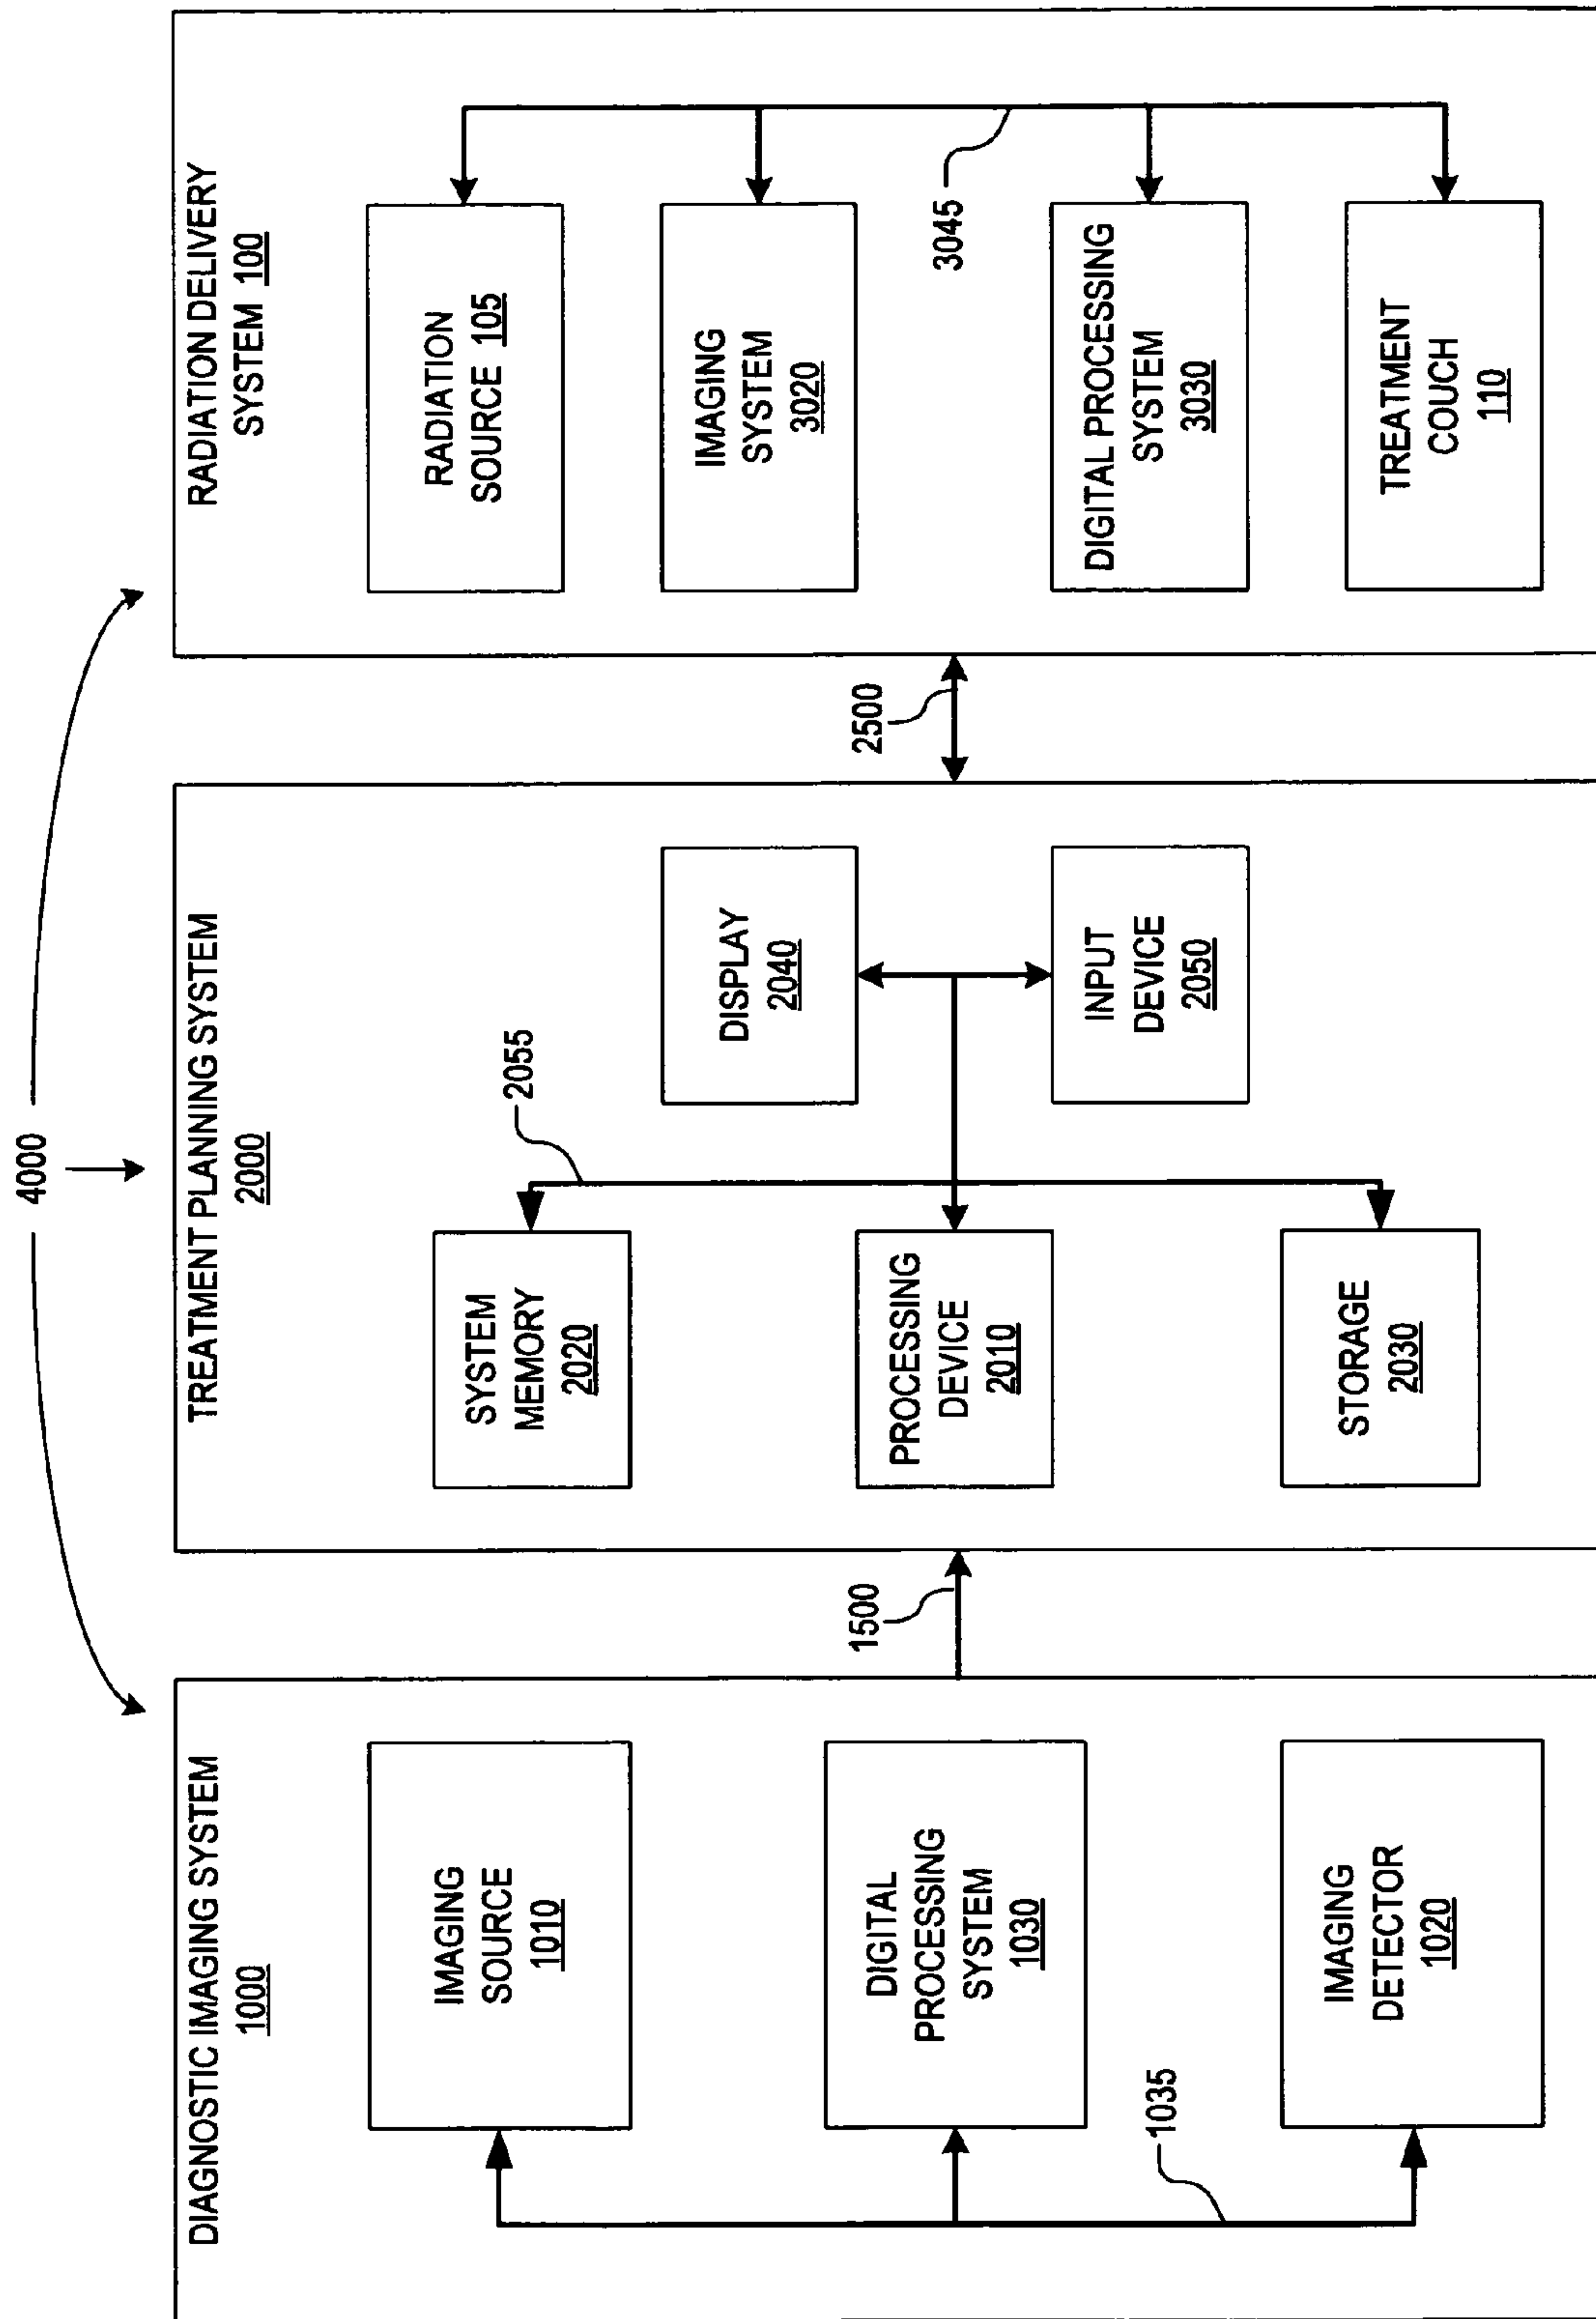 4000
DIAGNOSTIC IMAGING SYSTEM
1000
IMAGING
SOURCE
1010
DIGITAL
PROCESSING
SYSTEM
1030
IMAGING
DETECTOR
1020
1035
1500
TREATMENT PLANNING SYSTEM
2000
SYSTEM
MEMORY
2020
2055
PROCESSING
DEVICE
2010
STORAGE
2030
DISPLAY
2040
INPUT
DEVICE
2050
2500
RADIATION DELIVERY
SYSTEM 100
RADIATION
SOURCE 105
IMAGING
SYSTEM
3020
3045
DIGITAL PROCESSING
SYSTEM
3030
TREATMENT
COUCH
110